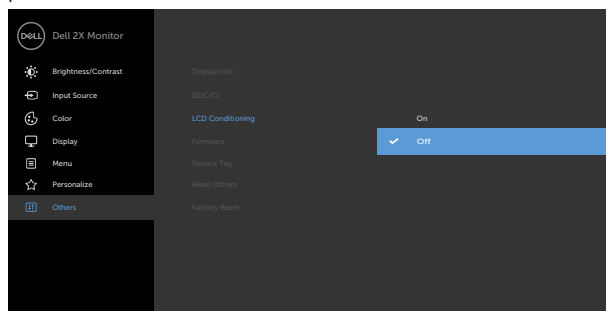 DELL
Dell 2X Monitor
Brightness/Contrast
Input Source
Color
Display
Menu
Personalize
Others
Display Info
DDC/CI
LCD Conditioning
Firmware
Service Tag
Reset Others
Factory Reset
On
Off